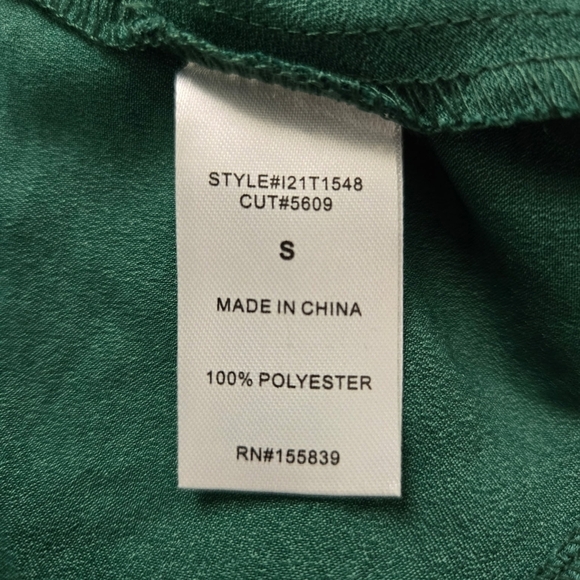 STYLE#I21T1548
CUT#5609
S
MADE IN CHINA
100% POLYESTER
RN#155839